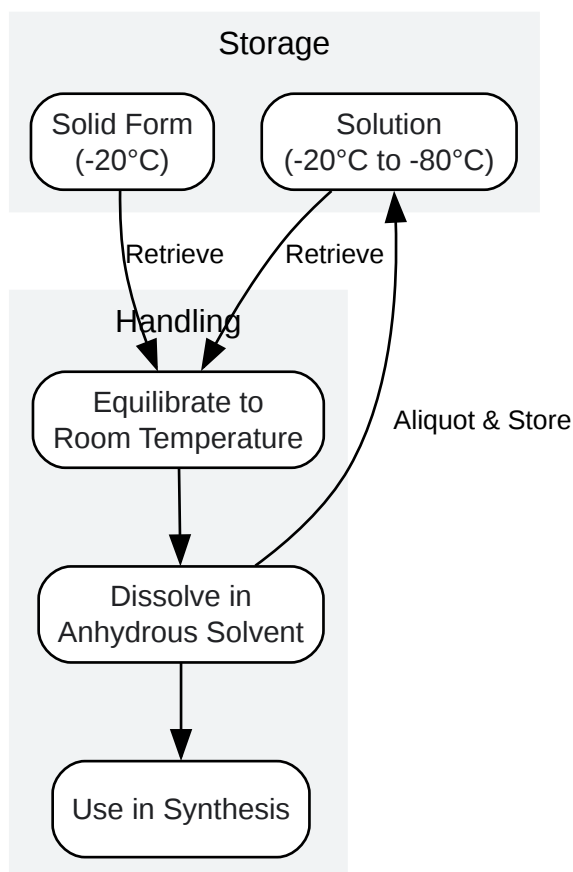 Storage
Solid Form
(-20°C)
Solution
(-20°C to -80°C)
Retrieve
Retrieve
Handling
Equilibrate to
Room Temperature
Aliquot & Store
Dissolve in
Anhydrous Solvent
Use in Synthesis